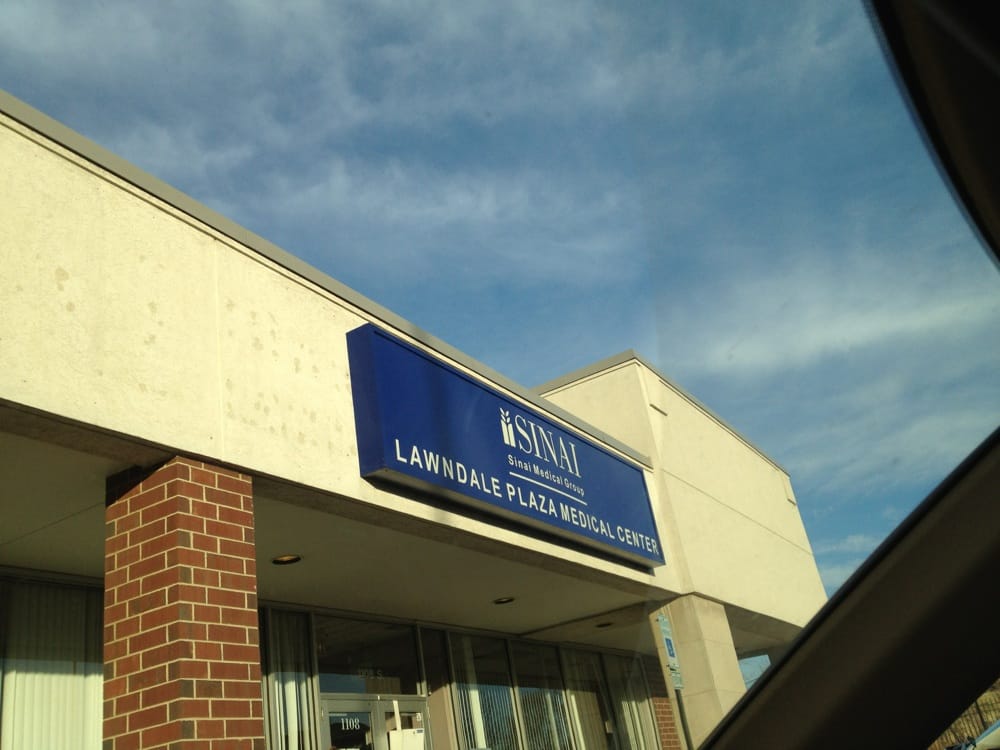 SINAI
Sinai Medical Group
LAWNDALE PLAZA MEDICAL CENTER
1108